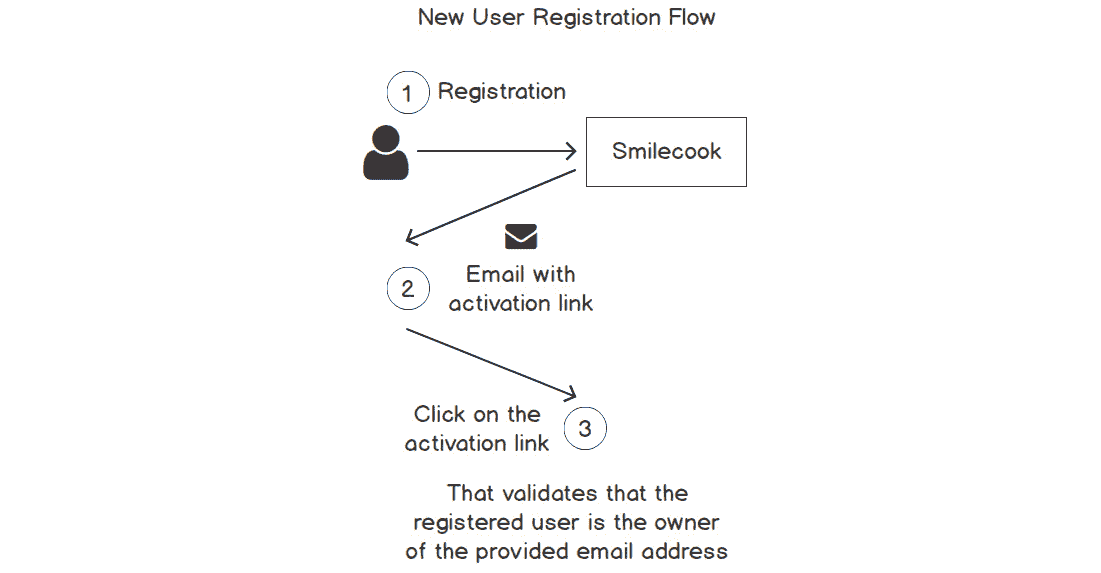 New User Registration Flow
1
Registration
Smilecook
2
Email with
activation link
Click on the
activation link
3
That validates that the
registered user is the owner
of the provided email address